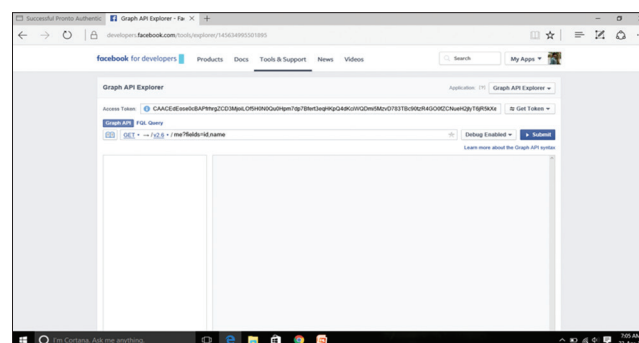 Successful Pronto Authentic
Graph API Explorer - Fac
developers.facebook.com/tools/explorer/145634995501895
facebook for developers
Products Docs Tools & Support News Videos
Search
My Apps
Graph API Explorer
Application: [?] Graph API Explorer
Access Token:
Get Token
Graph API FQL Query
GET → / v2.6 / me?fields=id,name
Debug Enabled
Submit
Learn more about the Graph API syntax
I'm Cortana. Ask me anything.
7:05 AM